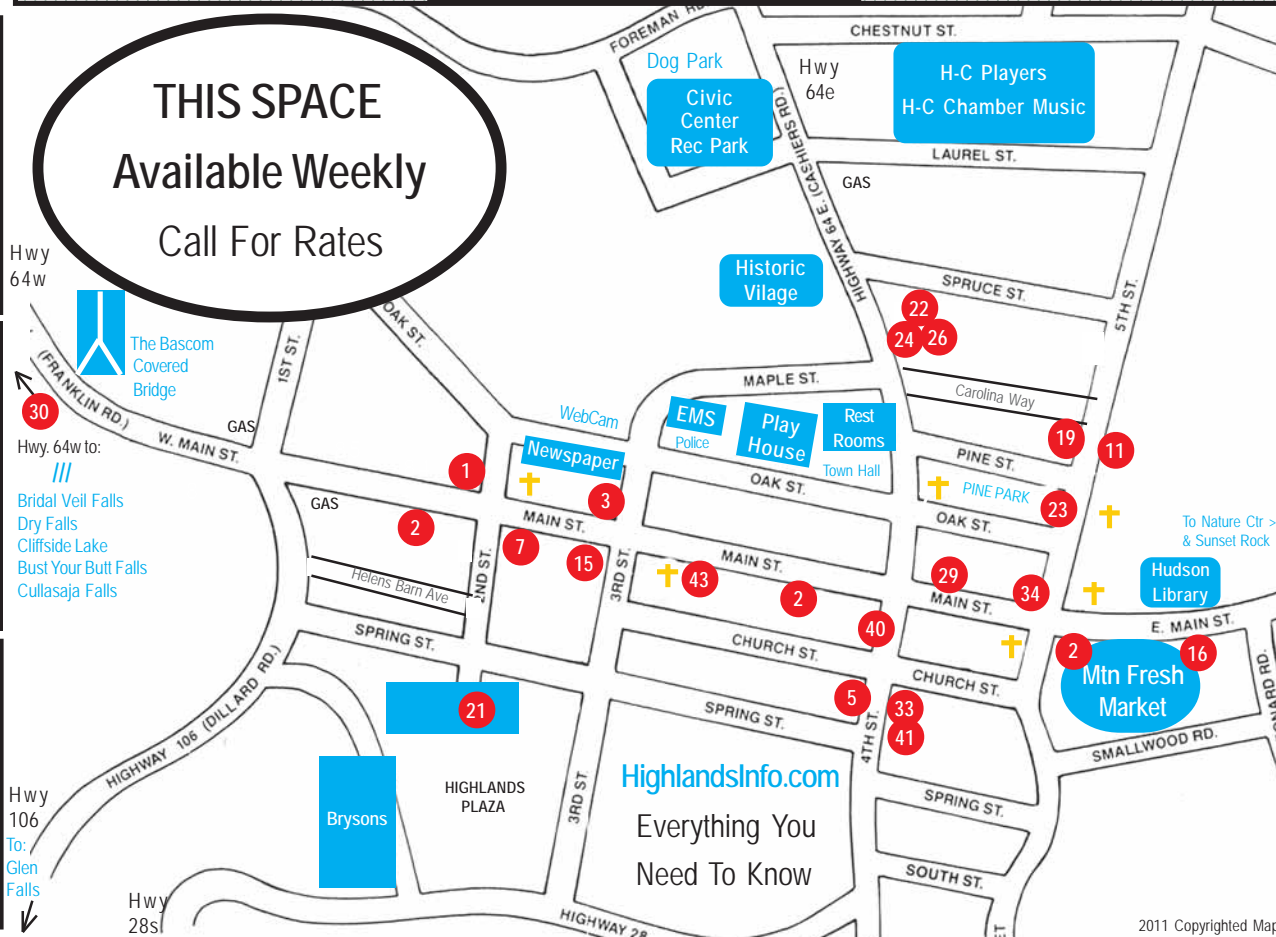 THIS SPACE
Available Weekly
Call For Rates
FOREMAN RD
CHESTNUT ST.
Dog Park
Civic
Center
Rec Park
Hwy
64e
H-C Players
H-C Chamber Music
LAUREL ST.
GAS
HIGHWAY 64 E. (CASHIERS RD.)
Historic
Vilage
SPRUCE ST.
5TH ST.
22
24
26
Hwy
64w
The Bascom
Covered
Bridge
(FRANKLIN RD.)
30
Hwy. 64w to:
///
Bridal Veil Falls
Dry Falls
Cliffside Lake
Bust Your Butt Falls
Cullasaja Falls
1ST ST.
OAK ST.
GAS
W. MAIN ST.
GAS
MAPLE ST.
Carolina Way
WebCam
EMS
Police
Play
House
Rest
Rooms
Town Hall
Newspaper
19
11
PINE ST.
1
3
OAK ST.
PINE PARK
23
OAK ST.
2
MAIN ST.
7
15
2ND ST.
3RD ST.
Helens Barn Ave
43
MAIN ST.
2
29
34
MAIN ST.
To Nature Ctr >
& Sunset Rock
Hudson
Library
E. MAIN ST.
SPRING ST.
CHURCH ST.
40
CHURCH ST.
2
16
Mtn Fresh
Market
SMALLWOOD RD.
21
5
33
41
4TH ST.
SPRING ST.
HIGHWAY 106 (DILLARD RD.)
HIGHLANDS
PLAZA
3RD ST.
Brysons
HighlandsInfo.com
Everything You
Need To Know
SPRING ST.
SOUTH ST.
Hwy
106
To:
Glen
Falls
Hwy
28s
HIGHWAY 28
2011 Copyrighted Map